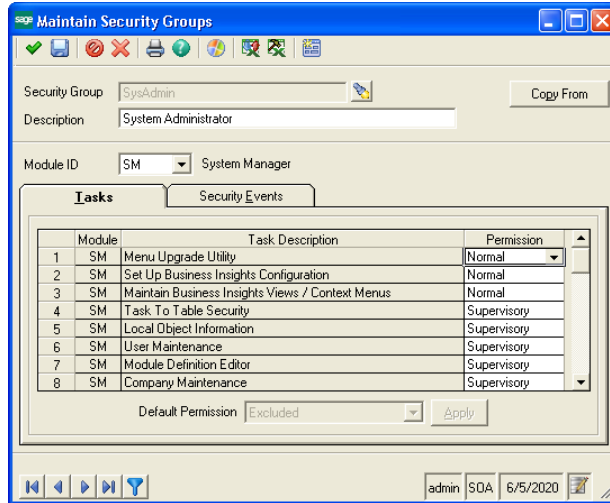 sage Maintain Security Groups
Security Group SysAdmin Copy From
Description System Administrator
Module ID SM System Manager
Tasks Security Events
Module Task Description Permission
1 SM Menu Upgrade Utility Normal
2 SM Set Up Business Insights Configuration Normal
3 SM Maintain Business Insights Views / Context Menus Normal
4 SM Task To Table Security Supervisory
5 SM Local Object Information Supervisory
6 SM User Maintenance Supervisory
7 SM Module Definition Editor Supervisory
8 SM Company Maintenance Supervisory
Default Permission Excluded Apply
admin SOA 6/5/2020